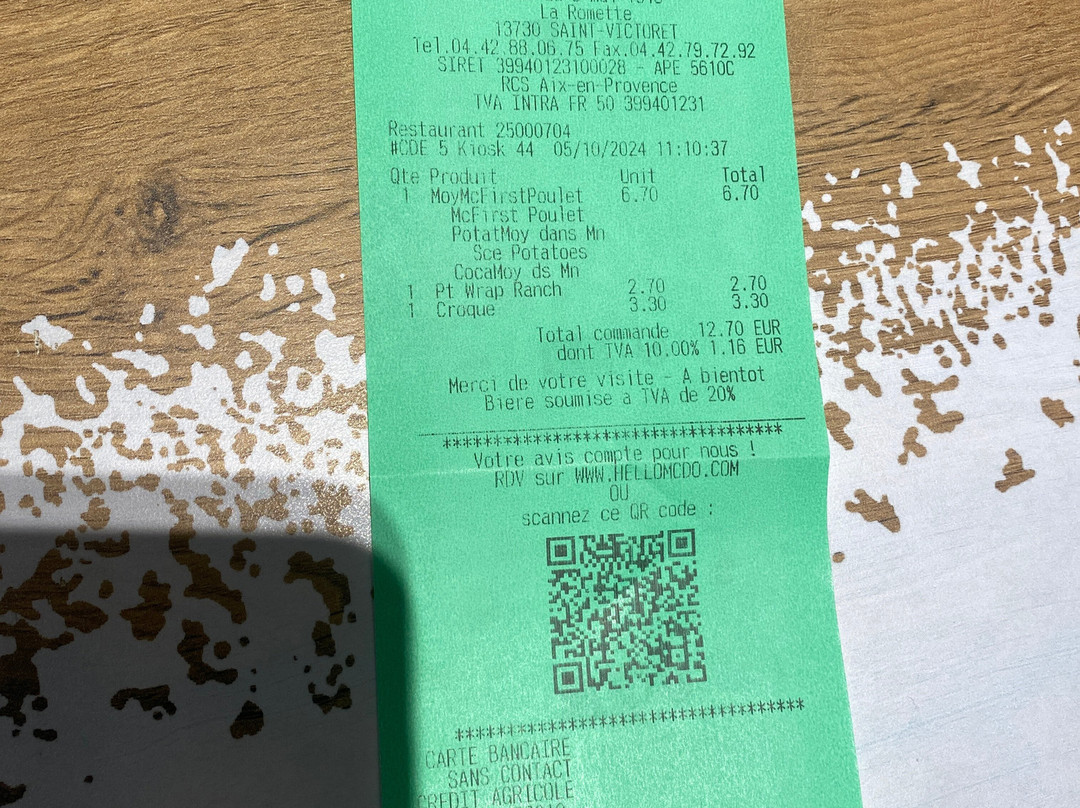 La Romette
13730 SAINT-VICTORET
Tel.04.42.88.06.75 Fax.04.42.79.72.92
SIRET 39940123100028 - APE 5610C
RCS Aix-en-Provence
TVA INTRA FR 50 399401231
Restaurant 25000704
#CDE 5 Kiosk 44 05/10/2024 11:10:37
Qte Produit Unit Total
1 MoyMcFirstPoulet 6.70 6.70
McFirst Poulet
PotatMoy dans Mn
Sce Potatoes
CocaMoy ds Mn
1 Pt Wrap Ranch 2.70 2.70
1 Croque 3.30 3.30
Total commande 12.70 EUR
dont TVA 10.00% 1.16 EUR
Merci de votre visite - A bientot
Biere soumise a TVA de 20%
Votre avis compte pour nous !
RDV sur WWW.HELLOMCDO.COM
OU
scannez ce QR code :
CARTE BANCAIRE
SANS CONTACT
CREDIT AGRICOLE